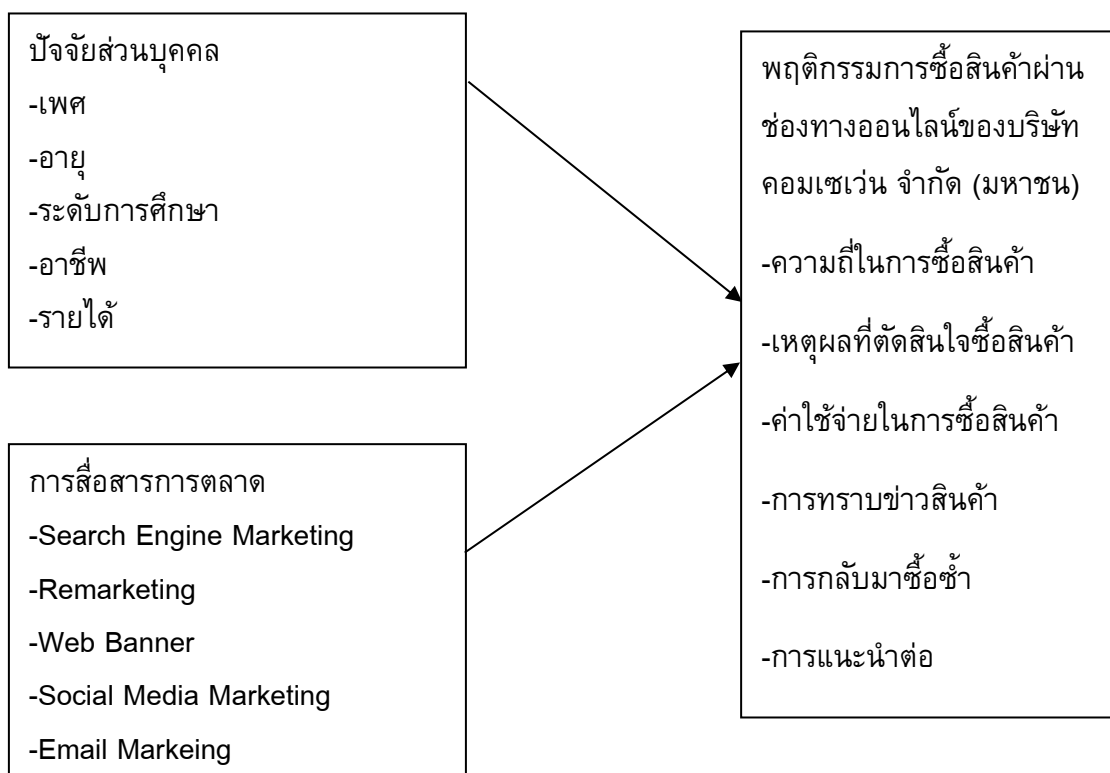 ปัจจัยส่วนบุคคล
-เพศ
-อายุ
-ระดับการศึกษา
-อาชีพ
-รายได้
การสื่อสารการตลาด
-Search Engine Marketing
-Remarketing
-Web Banner
-Social Media Marketing
-Email Markeing
พฤติกรรมการซื้อสินค้าผ่าน
ช่องทางออนไลน์ของบริษัท
คอมเซเว่น จำกัด (มหาชน)
-ความถี่ในการซื้อสินค้า
-เหตุผลที่ตัดสินใจซื้อสินค้า
-ค่าใช้จ่ายในการซื้อสินค้า
-การทราบข่าวสินค้า
-การกลับมาซื้อซ้ำ
-การแนะนำต่อ